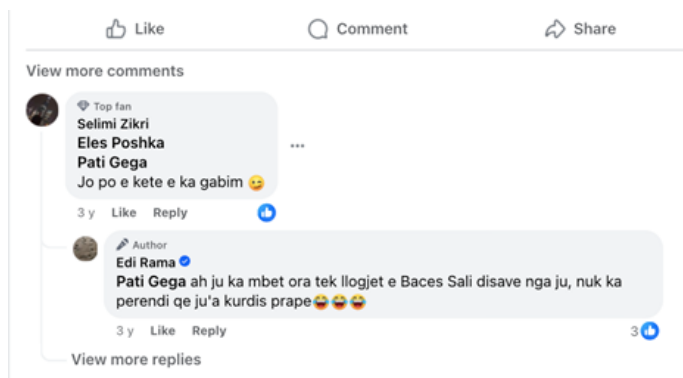 Like Comment Share
View more comments
Top fan
Selimi Zikri
Eles Poshka
Pati Gega
Jo po e kete e ka gabim 🤪
3 y Like Reply
Author
Edi Rama
Pati Gega ah ju ka mbet ora tek llogjet e Baces Sali disave nga ju, nuk ka
perendi qe ju'a kurdis prape😂😂😂
3 y Like Reply 3
View more replies